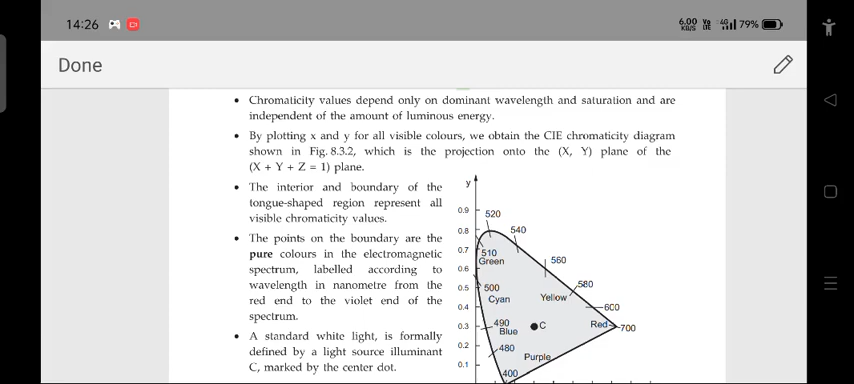 14:26
6.00 KB/S Vo LTE 4G 79%
Done
• Chromaticity values depend only on dominant wavelength and saturation and are
independent of the amount of luminous energy.
• By plotting x and y for all visible colours, we obtain the CIE chromaticity diagram
shown in Fig. 8.3.2, which is the projection onto the (X, Y) plane of the
(X + Y + Z = 1) plane.
• The interior and boundary of the
tongue-shaped region represent all
visible chromaticity values.
• The points on the boundary are the
pure colours in the electromagnetic
spectrum, labelled according to
wavelength in nanometre from the
red end to the violet end of the
spectrum.
• A standard white light, is formally
defined by a light source illuminant
C, marked by the center dot.
y
0.9
520
0.8
540
0.7
510
560
Green
0.6
580
0.5
500
Cyan
Yellow
0.4
600
0.3
490
C
Red
700
Blue
0.2
480
Purple
0.1
400